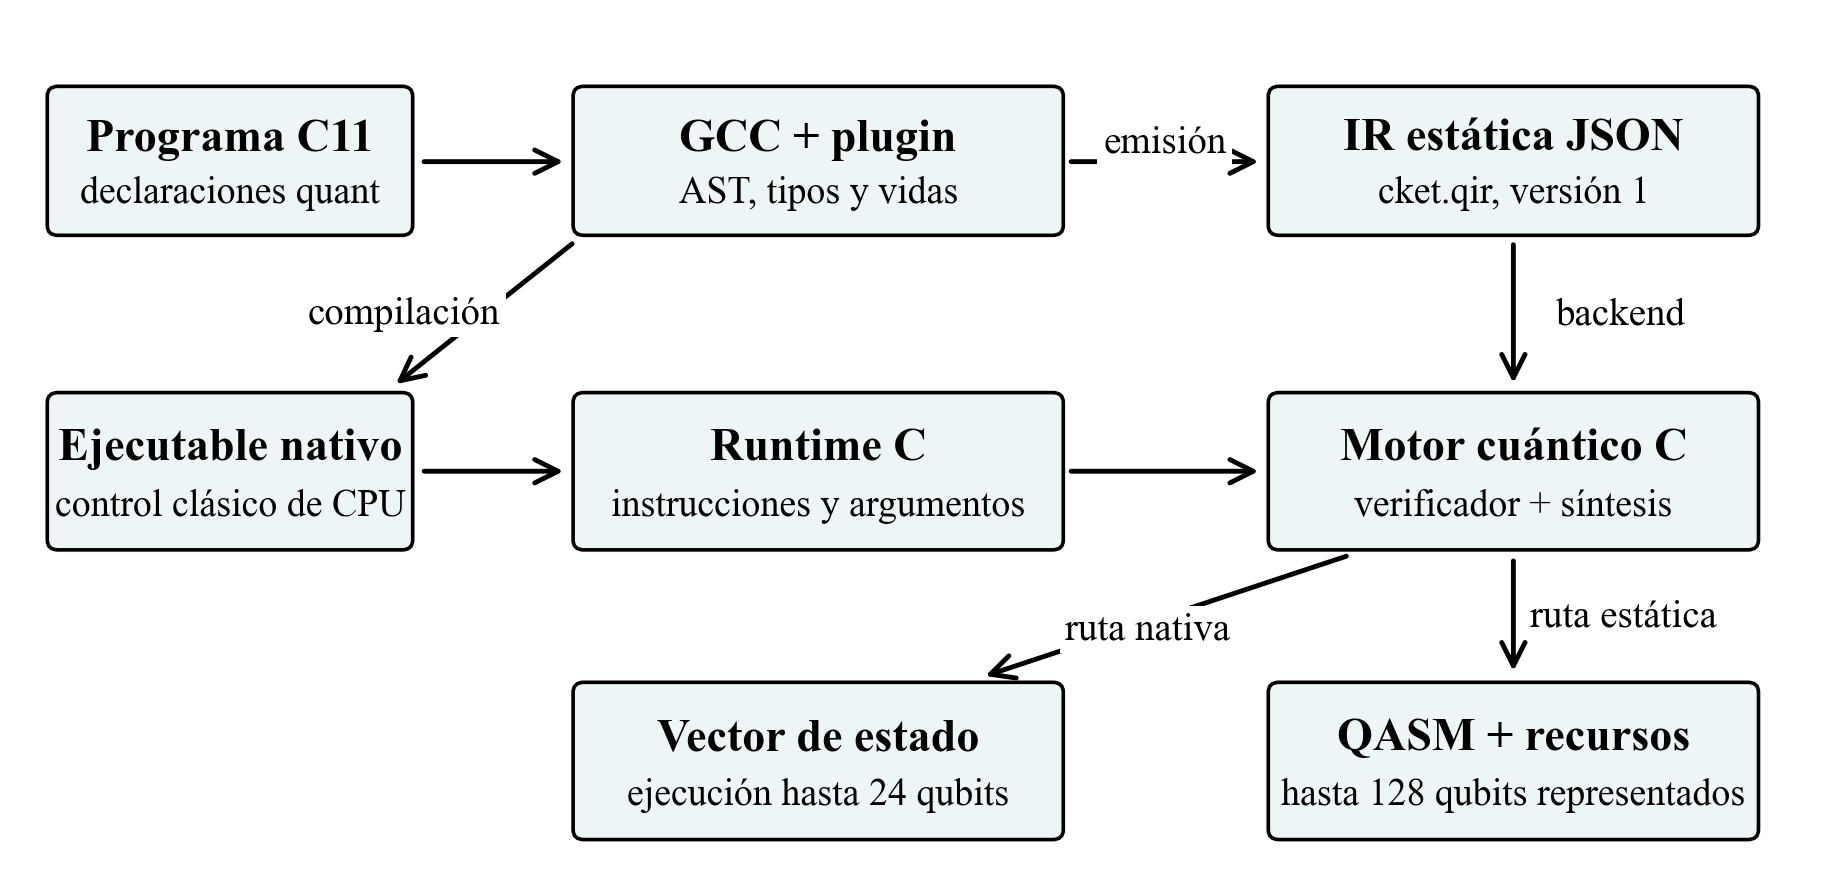 Programa C11
declaraciones quant
GCC + plugin
AST, tipos y vidas
emisión
IR estática JSON
cket.qir, versión 1
compilación
backend
Ejecutable nativo
control clásico de CPU
Runtime C
instrucciones y argumentos
Motor cuántico C
verificador + síntesis
ruta nativa
ruta estática
Vector de estado
ejecución hasta 24 qubits
QASM + recursos
hasta 128 qubits representados